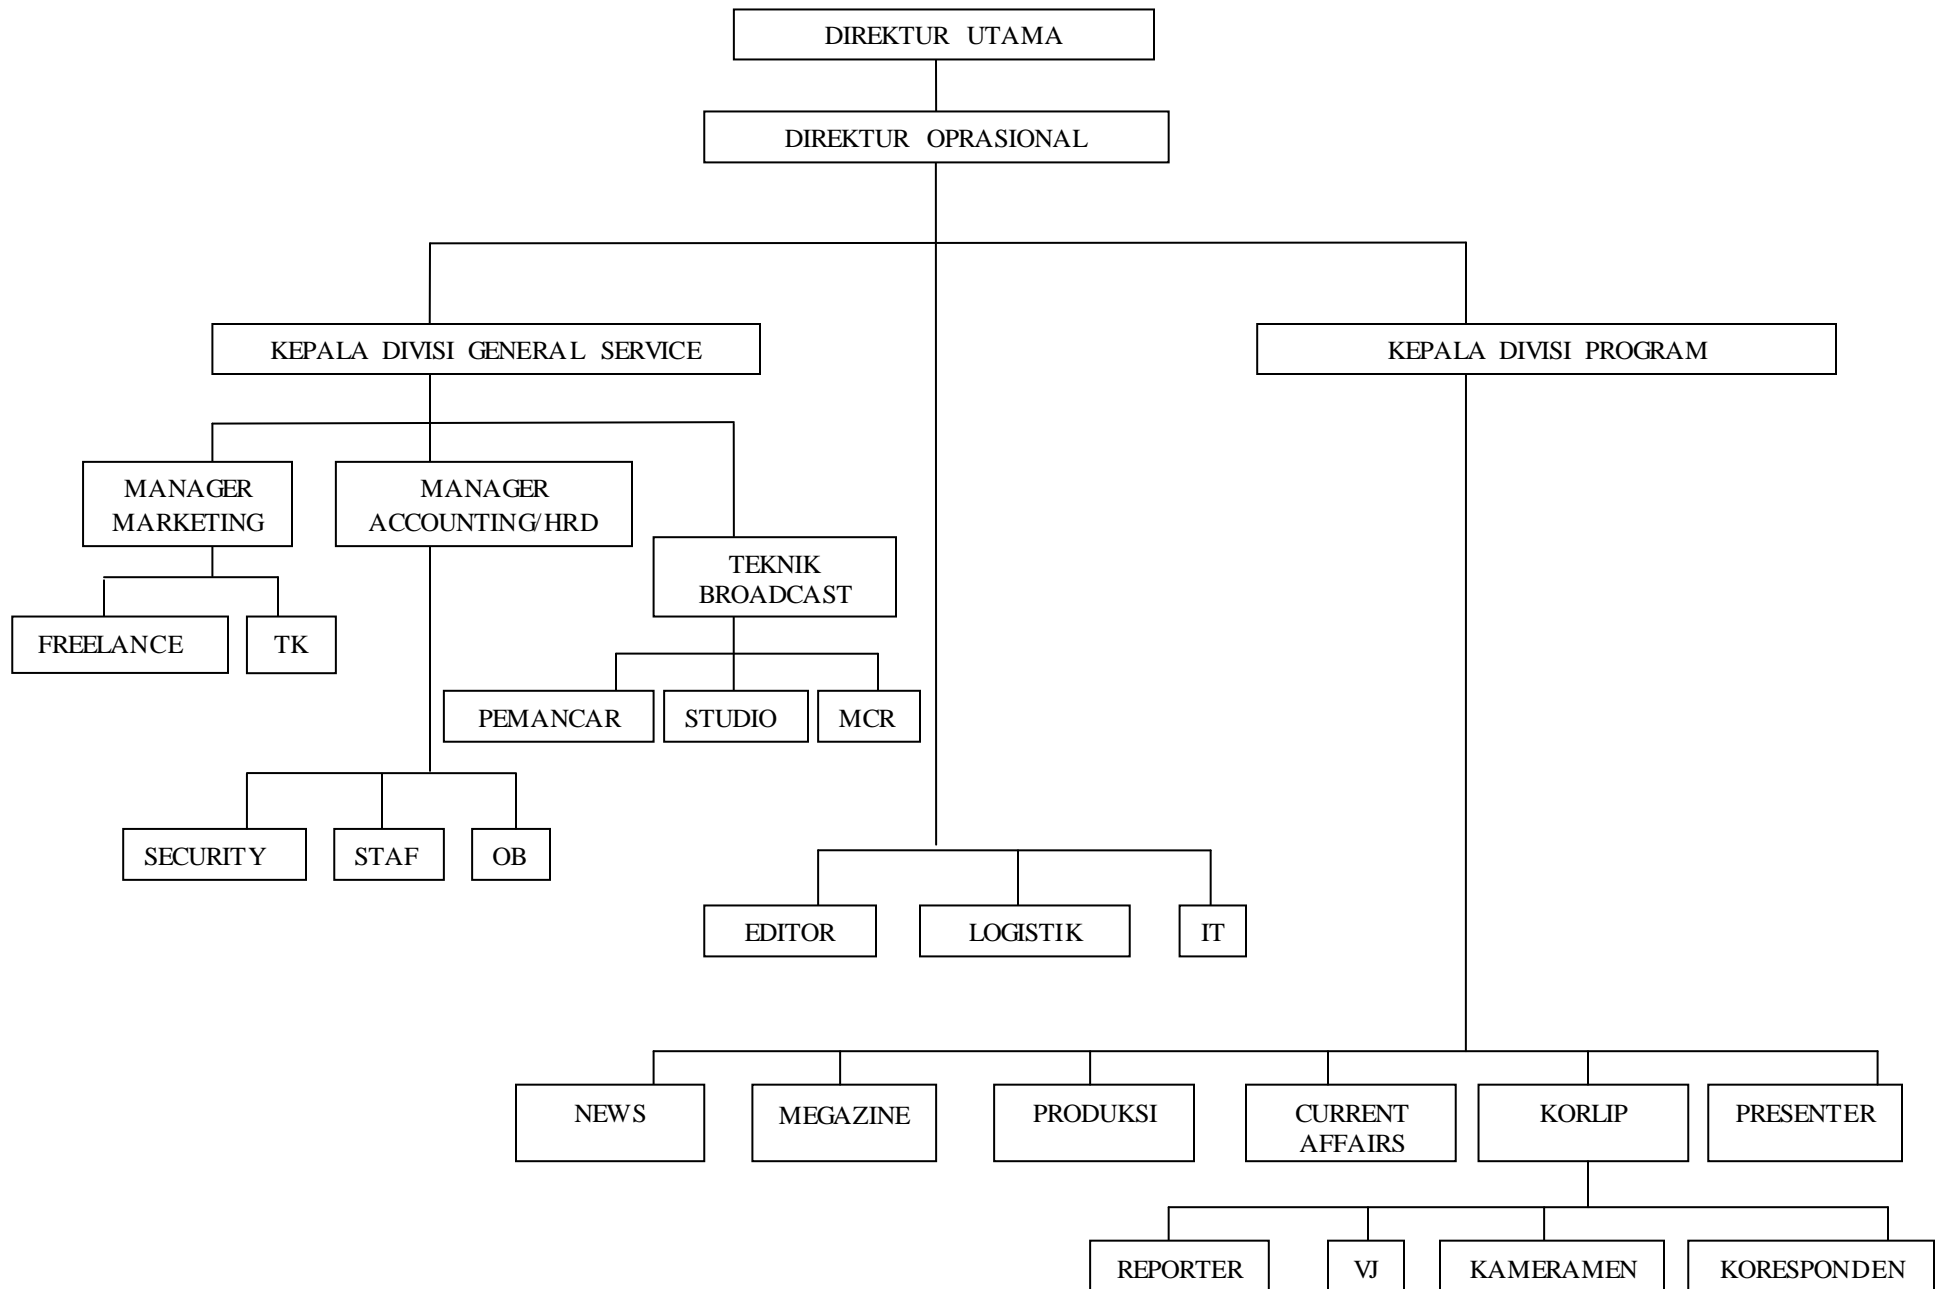 DIREKTUR UTAMA
DIREKTUR OPRASIONAL
KEPALA DIVISI GENERAL SERVICE
KEPALA DIVISI PROGRAM
MANAGER
MARKETING
MANAGER
ACCOUNTING/HRD
TEKNIK
BROADCAST
FREELANCE
TK
PEMANCAR
STUDIO
MCR
SECURITY
STAF
OB
EDITOR
LOGISTIK
IT
NEWS
MEGAZINE
PRODUKSI
CURRENT
AFFAIRS
KORLIP
PRESENTER
REPORTER
VJ
KAMERAMEN
KORESPONDEN